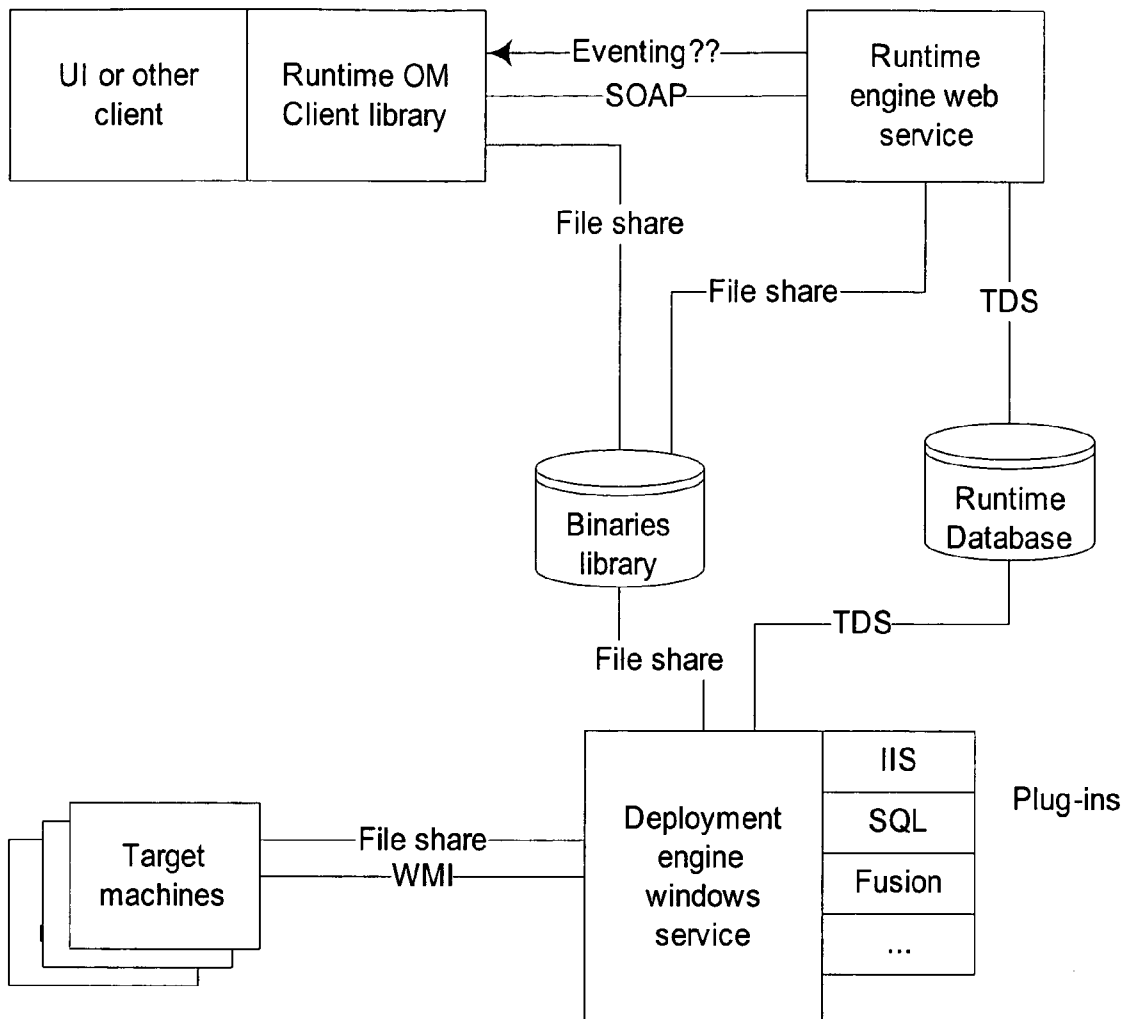 UI or other
client
Runtime OM
Client library
Eventing??
SOAP
Runtime
engine web
service
File share
File share
TDS
Binaries
library
Runtime
Database
TDS
File share
Deployment
engine
windows
service
IIS
SQL
Fusion
...
Plug-ins
File share
WMI
Target
machines